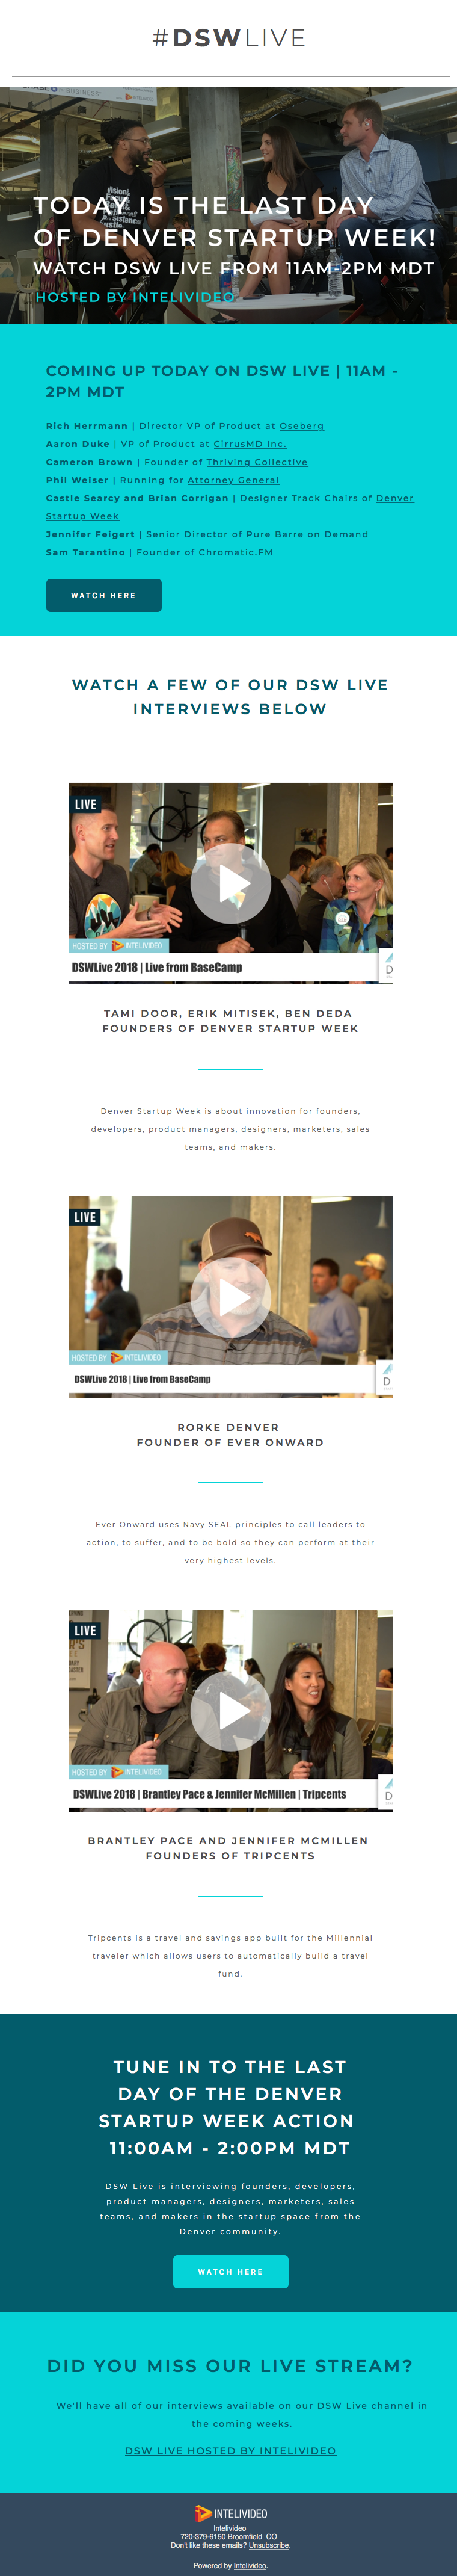 #DSWLIVE
CHASE for BUSINESS
TODAY IS THE LAST DAY
OF DENVER STARTUP WEEK!
WATCH DSW LIVE FROM 11AM-2PM MDT
HOSTED BY INTELIVIDEO
COMING UP TODAY ON DSW LIVE | 11AM -
2PM MDT
Rich Herrmann | Director VP of Product at Oseberg
Aaron Duke | VP of Product at CirrusMD Inc.
Cameron Brown | Founder of Thriving Collective
Phil Weiser | Running for Attorney General
Castle Searcy and Brian Corrigan | Designer Track Chairs of Denver
Startup Week
Jennifer Feigert | Senior Director of Pure Barre on Demand
Sam Tarantino | Founder of Chromatic.FM
WATCH HERE
WATCH A FEW OF OUR DSW LIVE
INTERVIEWS BELOW
LIVE
HOSTED BY INTELIVIDEO
DSWLive 2018 | Live from BaseCamp
D
TAMI DOOR, ERIK MITISEK, BEN DEDA
FOUNDERS OF DENVER STARTUP WEEK
Denver Startup Week is about innovation for founders,
developers, product managers, designers, marketers, sales
teams, and makers.
LIVE
HOSTED BY INTELIVIDEO
DSWLive 2018 | Live from BaseCamp
D
RORKE DENVER
FOUNDER OF EVER ONWARD
Ever Onward uses Navy SEAL principles to call leaders to
action, to suffer, and to be bold so they can perform at their
very highest levels.
LIVE
HOSTED BY INTELIVIDEO
DSWLive 2018 | Brantley Pace & Jennifer McMillen | Tripcents
D
BRANTLEY PACE AND JENNIFER MCMILLEN
FOUNDERS OF TRIPCENTS
Tripcents is a travel and savings app built for the Millennial
traveler which allows users to automatically build a travel
fund.
TUNE IN TO THE LAST
DAY OF THE DENVER
STARTUP WEEK ACTION
11:00AM - 2:00PM MDT
DSW Live is interviewing founders, developers,
product managers, designers, marketers, sales
teams, and makers in the startup space from the
Denver community.
WATCH HERE
DID YOU MISS OUR LIVE STREAM?
We'll have all of our interviews available on our DSW Live channel in
the coming weeks.
DSW LIVE HOSTED BY INTELIVIDEO
INTELIVIDEO
Intelivideo
720-379-6150 Broomfield CO
Don't like these emails? Unsubscribe.
Powered by Intelivideo.